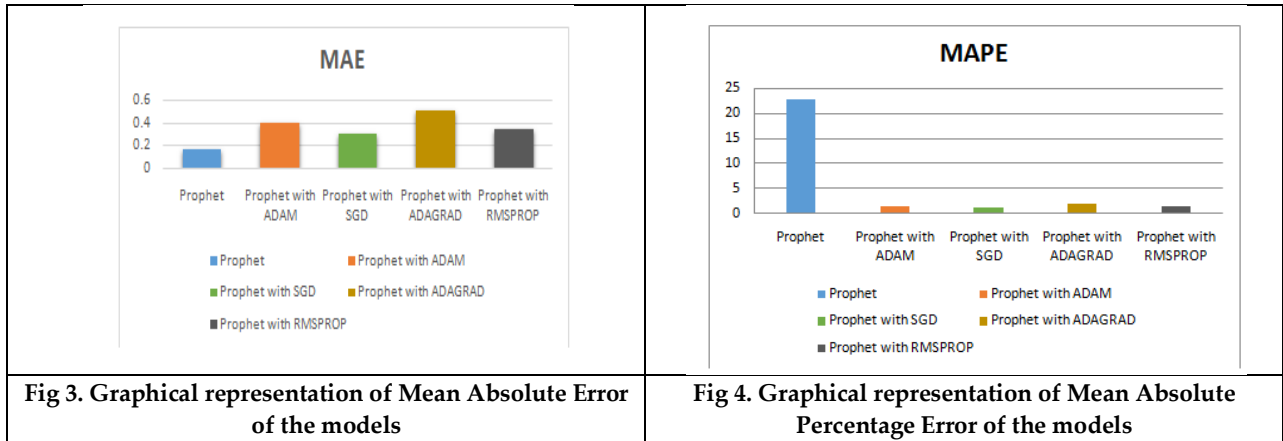 MAE
0.6
0.4
0.2
0
Prophet
Prophet with ADAM
Prophet with SGD
Prophet with ADAGRAD
Prophet with RMSPROP
Prophet
Prophet with ADAM
Prophet with SGD
Prophet with ADAGRAD
Prophet with RMSPROP
Fig 3. Graphical representation of Mean Absolute Error
of the models
MAPE
25
20
15
10
5
0
Prophet
Prophet with ADAM
Prophet with SGD
Prophet with ADAGRAD
Prophet with RMSPROP
Prophet
Prophet with ADAM
Prophet with SGD
Prophet with ADAGRAD
Prophet with RMSPROP
Fig 4. Graphical representation of Mean Absolute
Percentage Error of the models